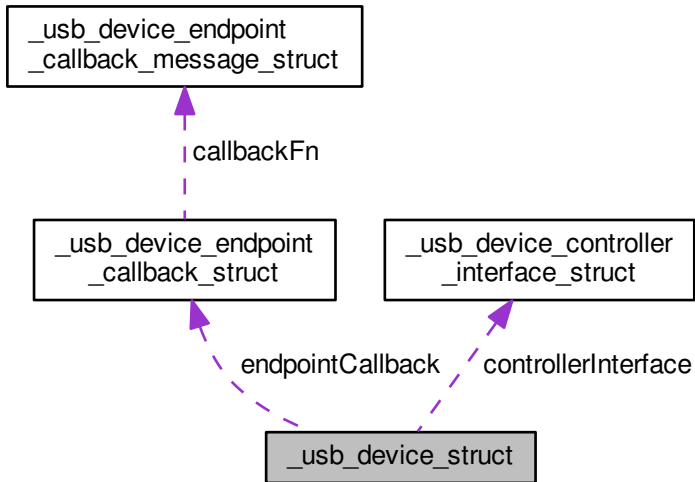 _usb_device_endpoint
_callback_message_struct
callbackFn
_usb_device_endpoint
_callback_struct
_usb_device_controller
_interface_struct
endpointCallback
controllerInterface
_usb_device_struct